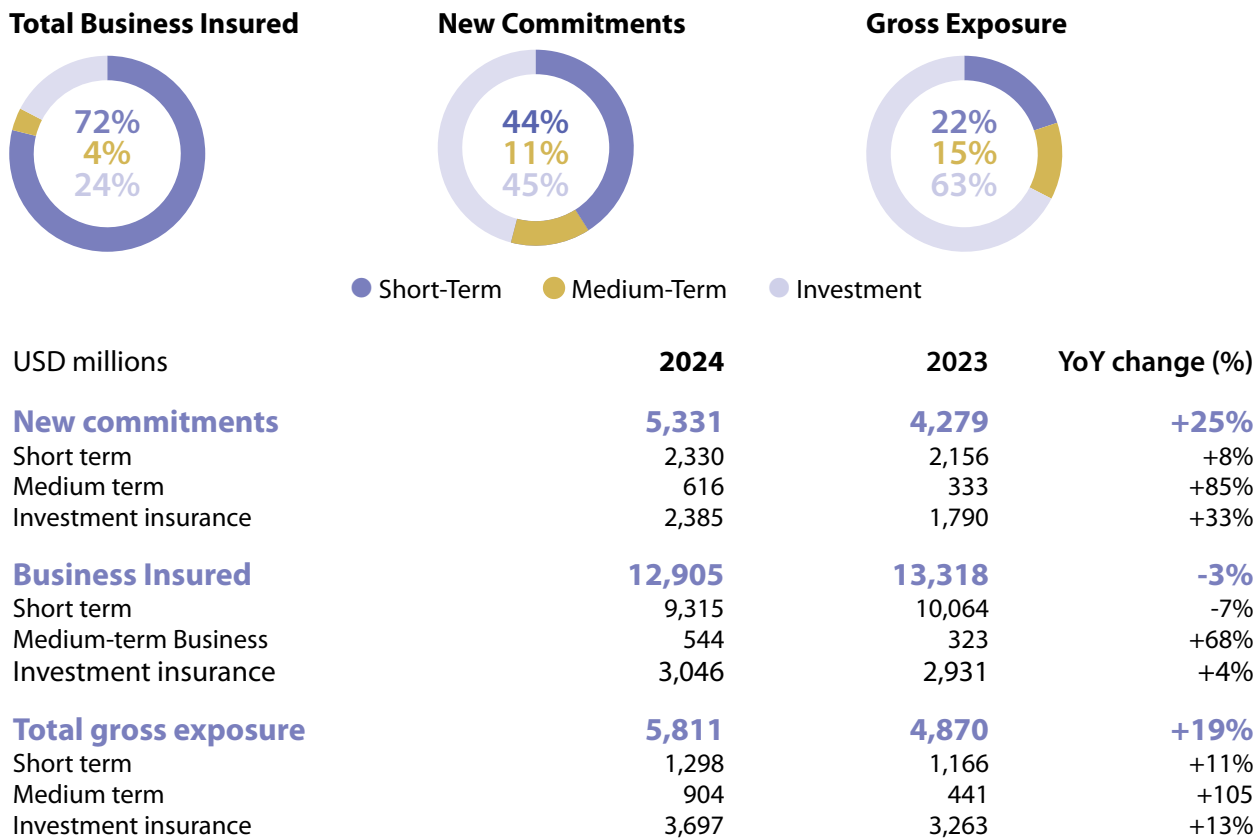 Total Business Insured
New Commitments
Gross Exposure
72%
4%
24%
44%
11%
45%
22%
15%
63%
Short-Term Medium-Term Investment
USD millions 2024 2023 YoY change (%)
New commitments 5,331 4,279 +25%
Short term 2,330 2,156 +8%
Medium term 616 333 +85%
Investment insurance 2,385 1,790 +33%
Business Insured 12,905 13,318 -3%
Short term 9,315 10,064 -7%
Medium-term Business 544 323 +68%
Investment insurance 3,046 2,931 +4%
Total gross exposure 5,811 4,870 +19%
Short term 1,298 1,166 +11%
Medium term 904 441 +105
Investment insurance 3,697 3,263 +13%